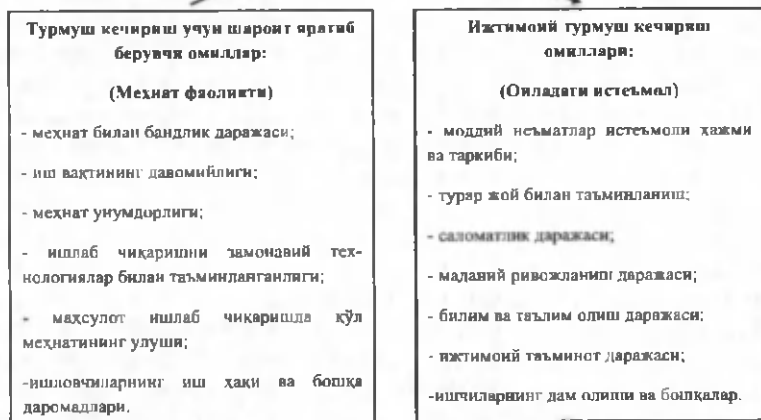 Турмуш кечириш учун шароит яратиб
берувчи омиллар:
(Меҳнат фаолияти)
- меҳнат билан бандлик даражаси;
- иш вақтининг давомийлиги;
- меҳнат унумдорлиги;
- ишлаб чиқаришни замонавий тех-
нологиялар билан таъминланганлиги;
- маҳсулот ишлаб чиқаришда қўл
меҳнатининг улуши;
-ишловчиларнинг иш ҳақи ва бошқа
даромадлари.
Ижтимоий турмуш кечириш
омиллари:
(Оиладаги истеъмол)
- моддий неъматлар истеъмоли ҳажми
ва таркиби;
- турар жой билан таъминланиш;
- саломатлик даражаси;
- маданий ривожланиш даражаси;
- билим ва таълим олиш даражаси;
- ижтимоий таъминот даражаси;
-ишчиларнинг дам олиши ва бошқалар.